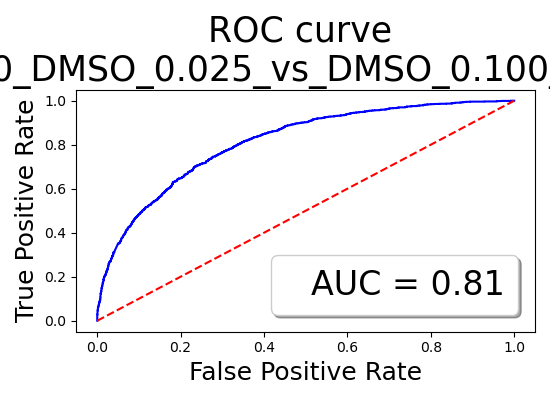 ROC curve
0_DMSO_0.025_vs_DMSO_0.100_
True Positive Rate
1.0
0.8
0.6
0.4
0.2
0.0
AUC = 0.81
0.0 0.2 0.4 0.6 0.8 1.0
False Positive Rate